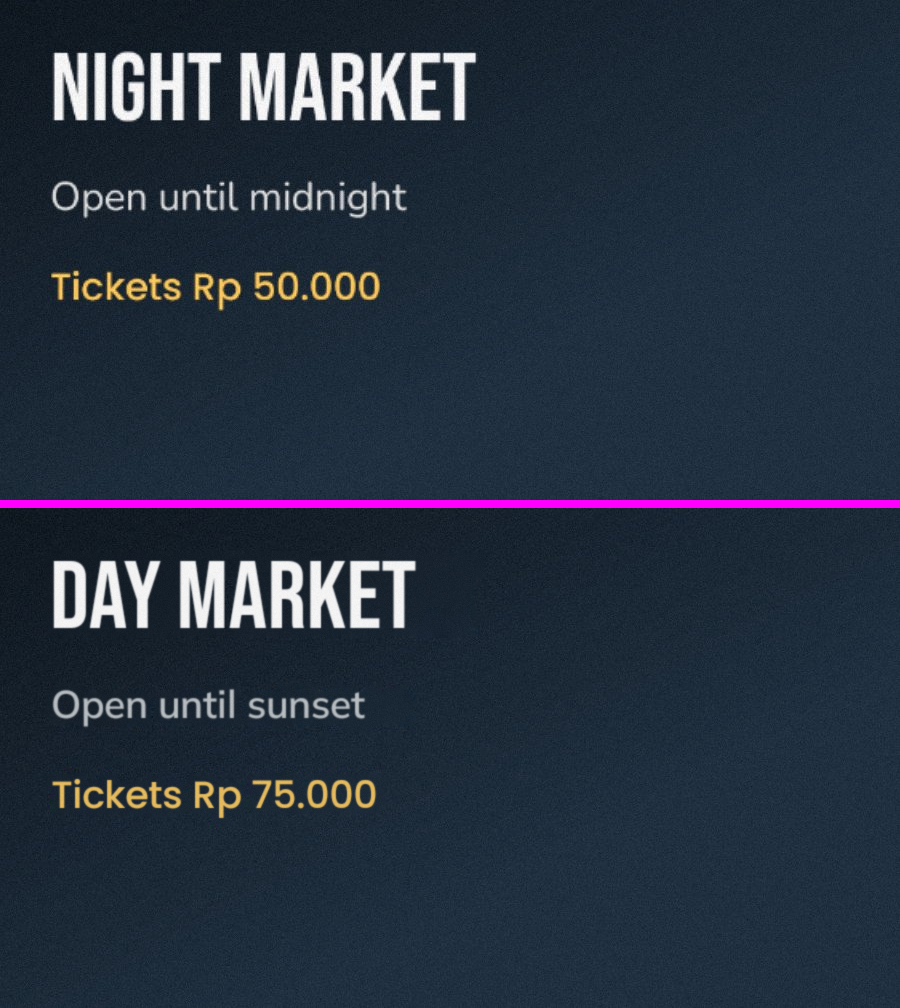 NIGHT MARKET
Open until midnight
Tickets Rp 50.000
DAY MARKET
Open until sunset
Tickets Rp 75.000